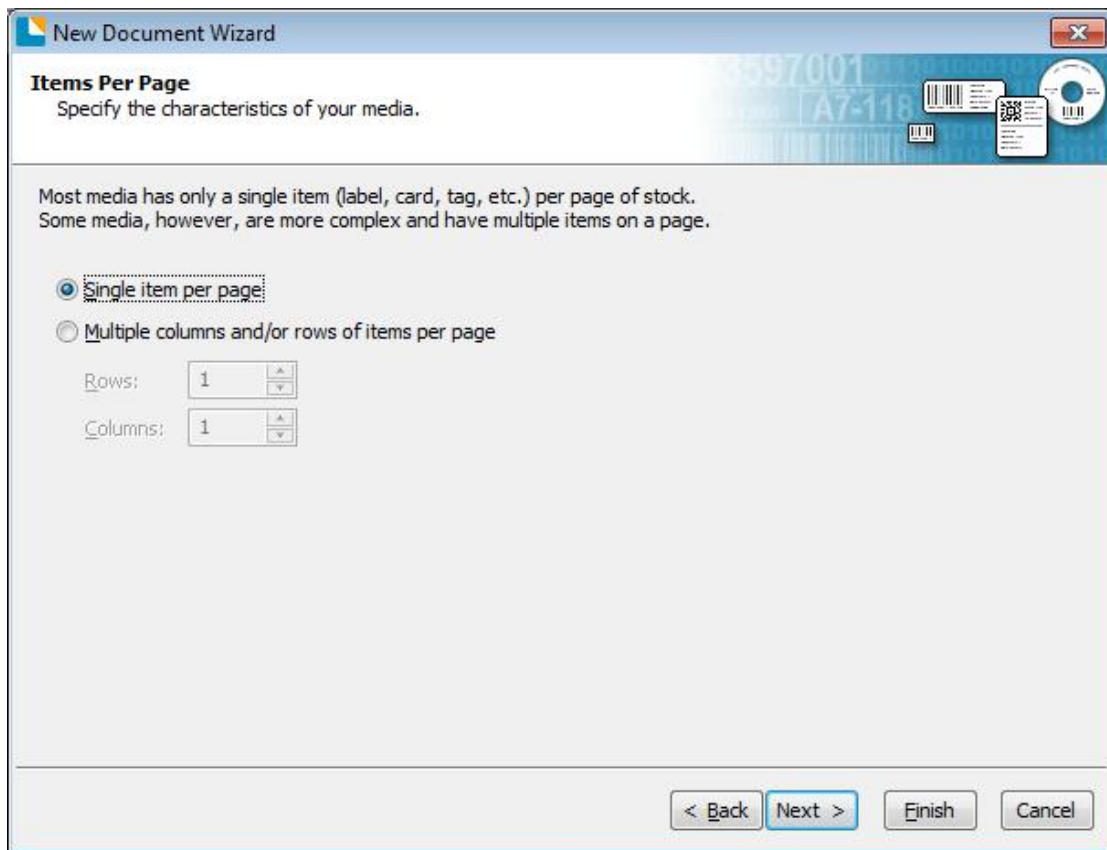 New Document Wizard
Items Per Page
Specify the characteristics of your media.
3597001
A7-118
Most media has only a single item (label, card, tag, etc.) per page of stock.
Some media, however, are more complex and have multiple items on a page.
Single item per page
Multiple columns and/or rows of items per page
Rows: 1
Columns: 1
< Back Next > Finish Cancel